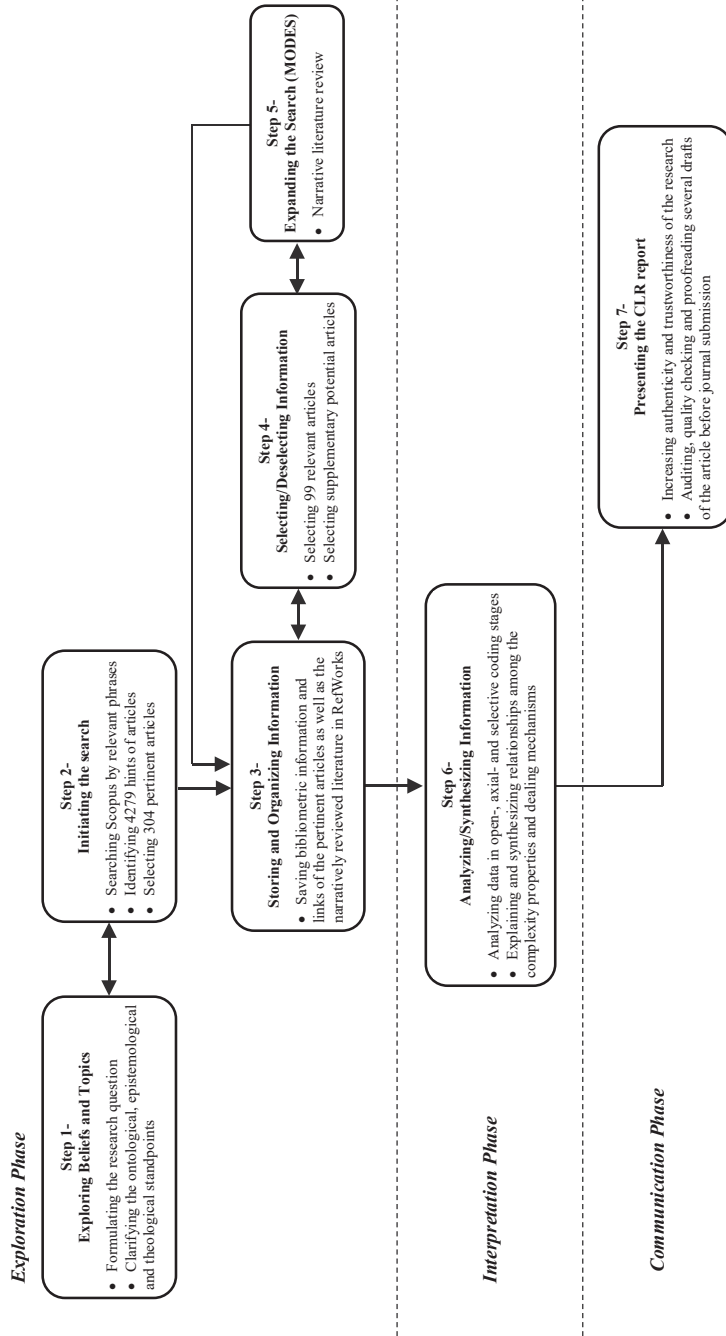 Exploration Phase
Step 1-
Exploring Beliefs and Topics
• Formulating the research question
• Clarifying the ontological, epistemological
and theological standpoints
Step 2-
Initiating the search
• Searching Scopus by relevant phrases
• Identifying 4279 hints of articles
• Selecting 304 pertinent articles
Step 3-
Storing and Organizing Information
• Saving bibliometric information and
links of the pertinent articles as well as the
narratively reviewed literature in RefWorks
Step 4-
Selecting/Deselecting Information
• Selecting 99 relevant articles
• Selecting supplementary potential articles
Step 5-
Expanding the Search (MODES)
• Narrative literature review
Interpretation Phase
Step 6-
Analyzing/Synthesizing Information
• Analyzing data in open-, axial- and selective coding stages
• Explaining and synthesizing relationships among the
complexity properties and dealing mechanisms
Communication Phase
Step 7-
Presenting the CLR report
• Increasing authenticity and trustworthiness of the research
• Auditing, quality checking and proofreading several drafts
of the article before journal submission